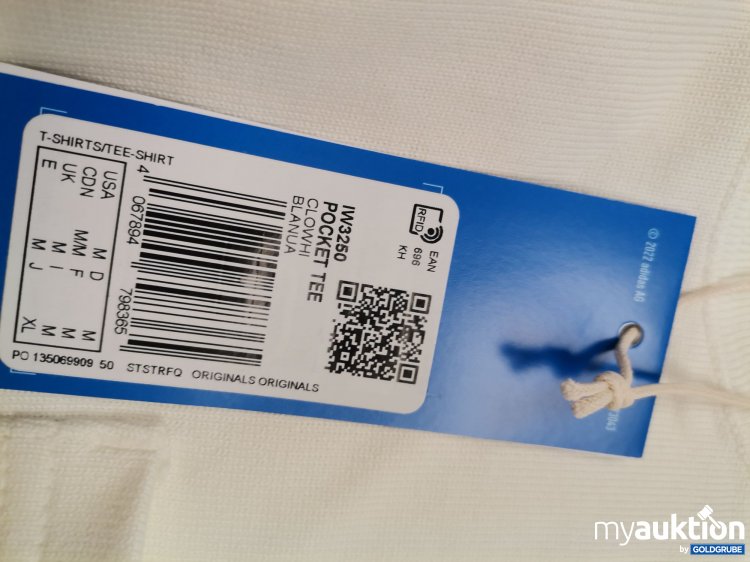 © 2022 adidas AG
EAN
696
KH
RFID
IW3250
POCKET TEE
CLOWHI
BLANUA
4 067894 798365
T-SHIRTS/TEE-SHIRT
USA M D M
CDN M/M F M
UK M I M
E M J XL
PO 135069909 50
STSTRFQ ORIGINALS ORIGINALS
myauktion
by GOLDGRUBE